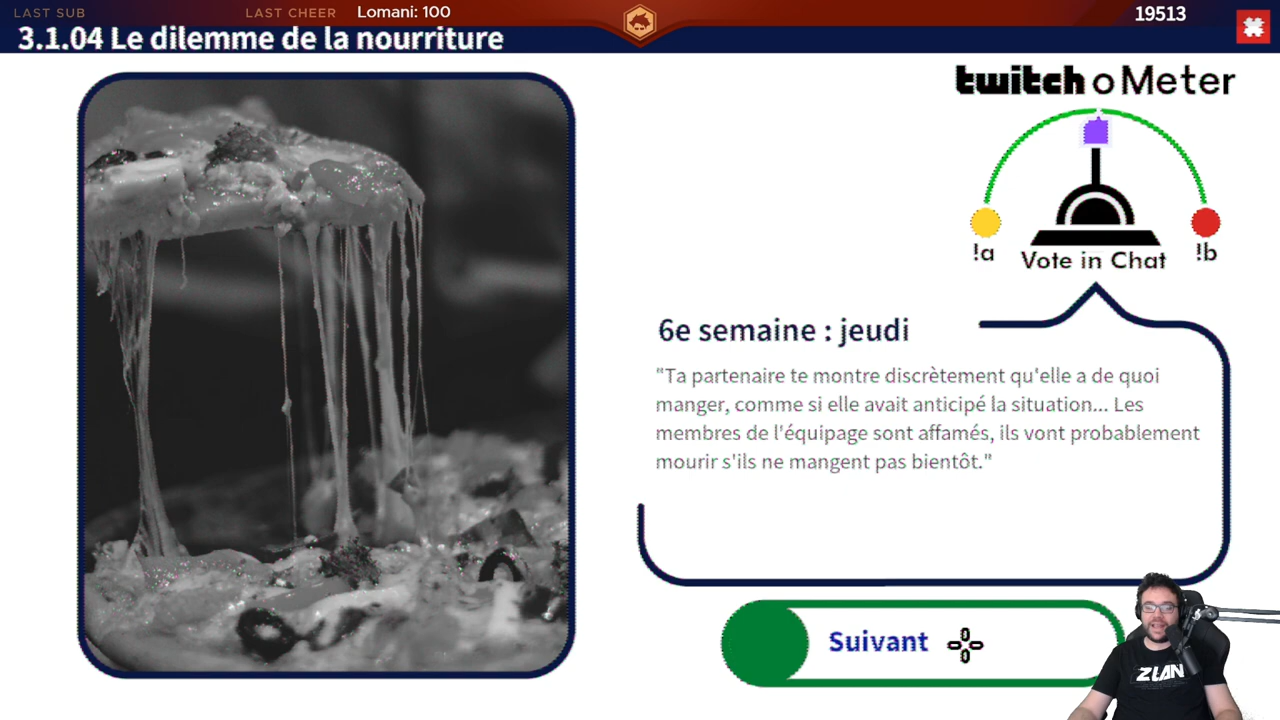 LAST SUB
LAST CHEER Lomani: 100
19513
3.1.04 Le dilemme de la nourriture
twitch o Meter
!a
Vote in Chat
!b
6e semaine : jeudi
"Ta partenaire te montre discrètement qu'elle a de quoi
manger, comme si elle avait anticipé la situation... Les
membres de l'équipage sont affamés, ils vont probablement
mourir s'ils ne mangent pas bientôt."
Suivant
ZLAN